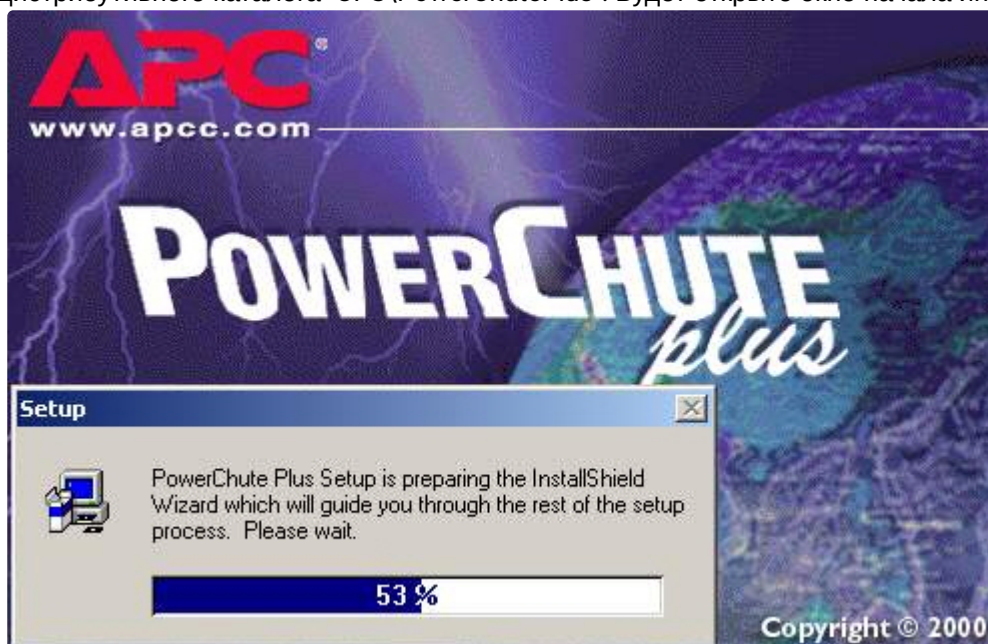 APC®
www.apcc.com
POWERCHUTE
plus
Setup
PowerChute Plus Setup is preparing the InstallShield
Wizard which will guide you through the rest of the setup
process. Please wait.
53 %
Copyright © 2000